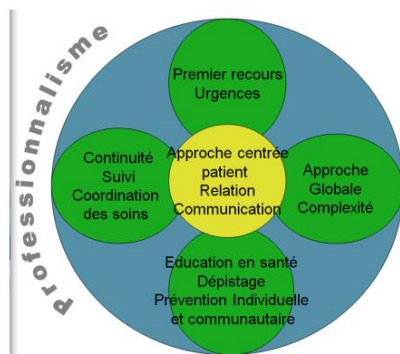 Professionnalisme
Premier recours
Urgences
Continuité
Suivi
Coordination
des soins
Approche centrée
patient
Relation
Communication
Approche
Globale
Complexité
Education en santé
Dépistage
Prévention Individuelle
et communautaire